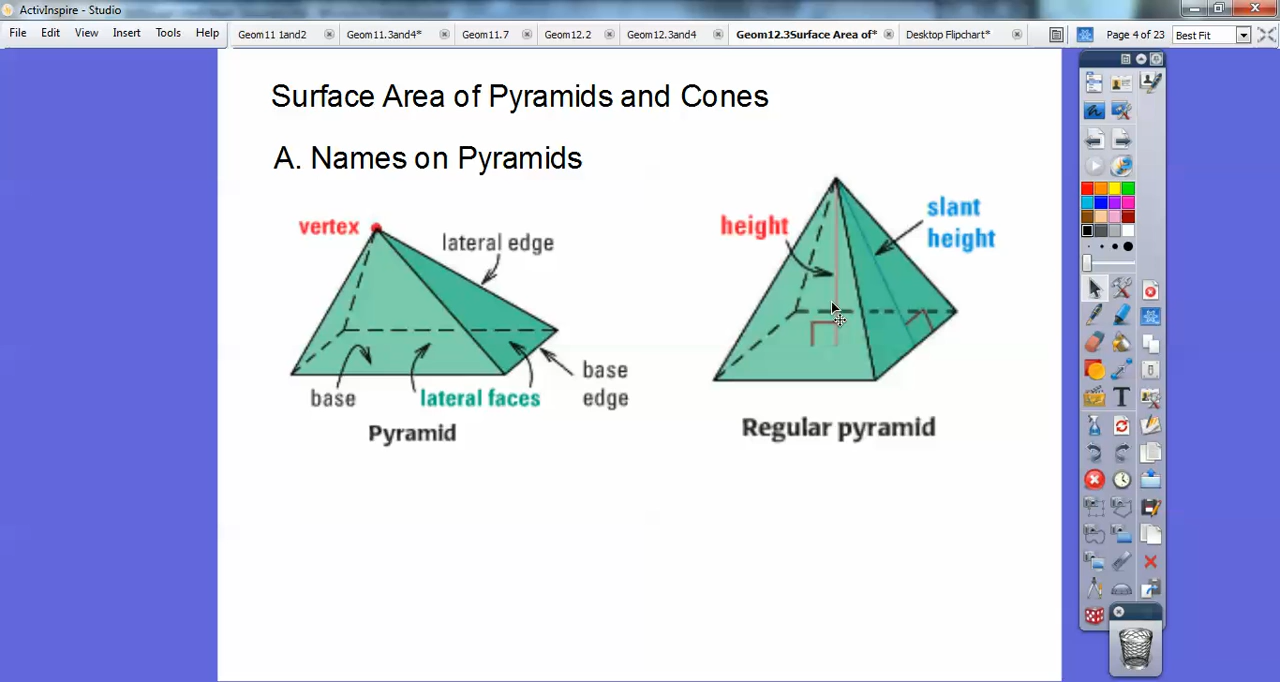 ActivInspire - Studio
File Edit View Insert Tools Help
Geom11 1and2 Geom11.3and4* Geom11.7 Geom12.2 Geom12.3and4 Geom12.3Surface Area of* Desktop Flipchart* Page 4 of 23 Best Fit
Surface Area of Pyramids and Cones
A. Names on Pyramids
vertex
lateral edge
base
lateral faces
base
edge
Pyramid
height
slant
height
Regular pyramid